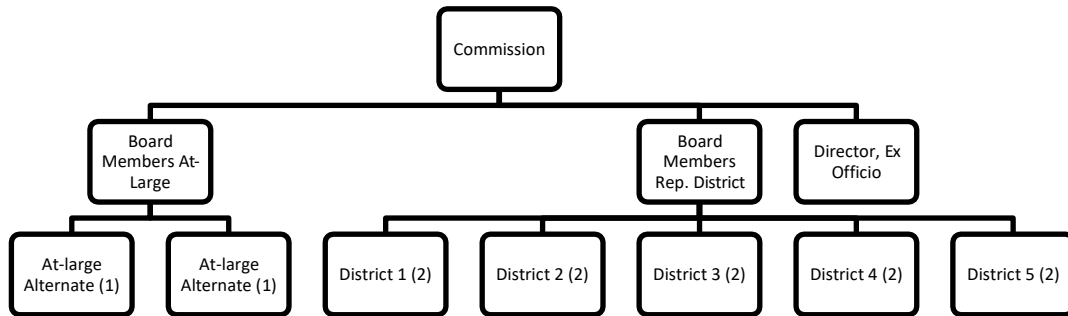 Commission
Board
Members At-
Large
Board
Members
Rep. District
Director, Ex
Officio
At-large
Alternate (1)
At-large
Alternate (1)
District 1 (2)
District 2 (2)
District 3 (2)
District 4 (2)
District 5 (2)